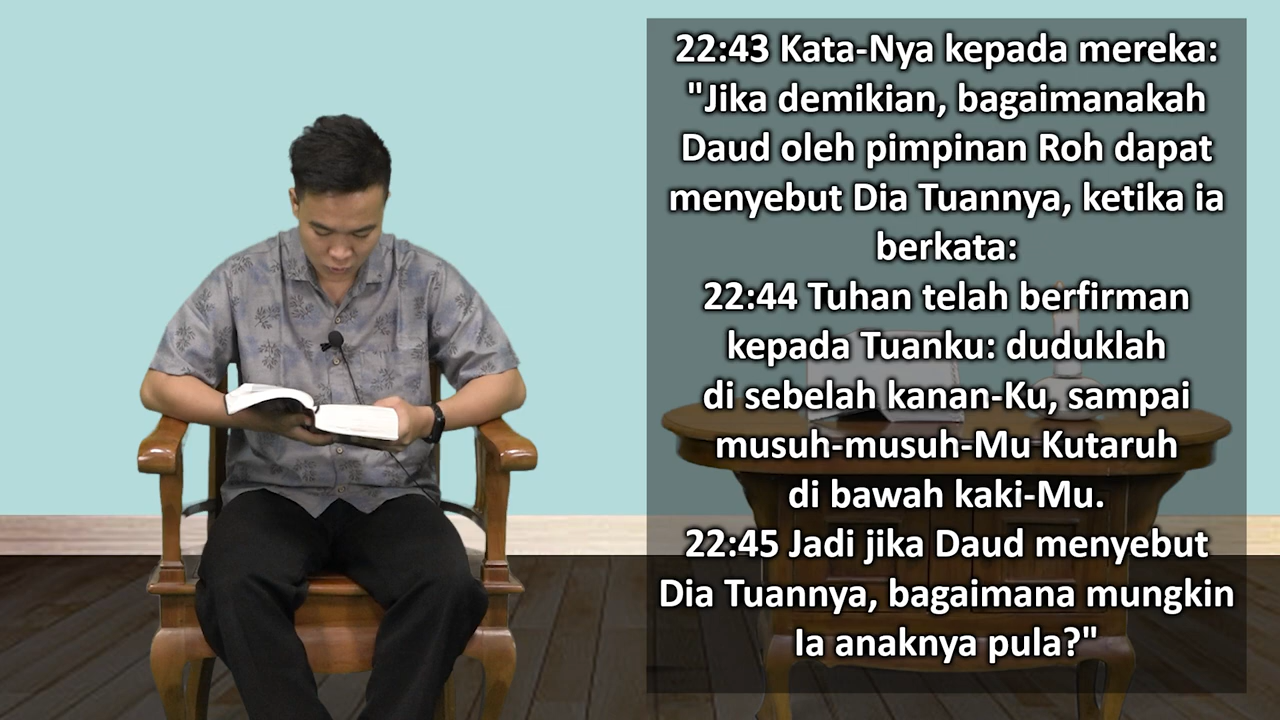 22:43 Kata-Nya kepada mereka:
"Jika demikian, bagaimanakah
Daud oleh pimpinan Roh dapat
menyebut Dia Tuannya, ketika ia
berkata:
22:44 Tuhan telah berfirman
kepada Tuanku: duduklah
di sebelah kanan-Ku, sampai
musuh-musuh-Mu Kutaruh
di bawah kaki-Mu.
22:45 Jadi jika Daud menyebut
Dia Tuannya, bagaimana mungkin
Ia anaknya pula?"